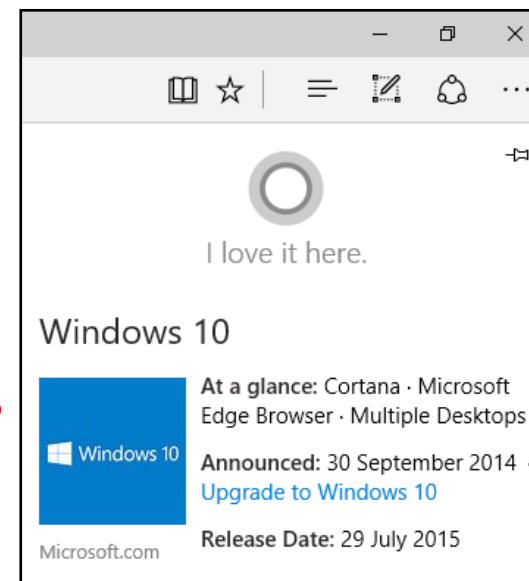 I love it here.
Windows 10
At a glance: Cortana · Microsoft
Edge Browser · Multiple Desktops
Windows 10
Announced: 30 September 2014 ·
Upgrade to Windows 10
Release Date: 29 July 2015
Microsoft.com